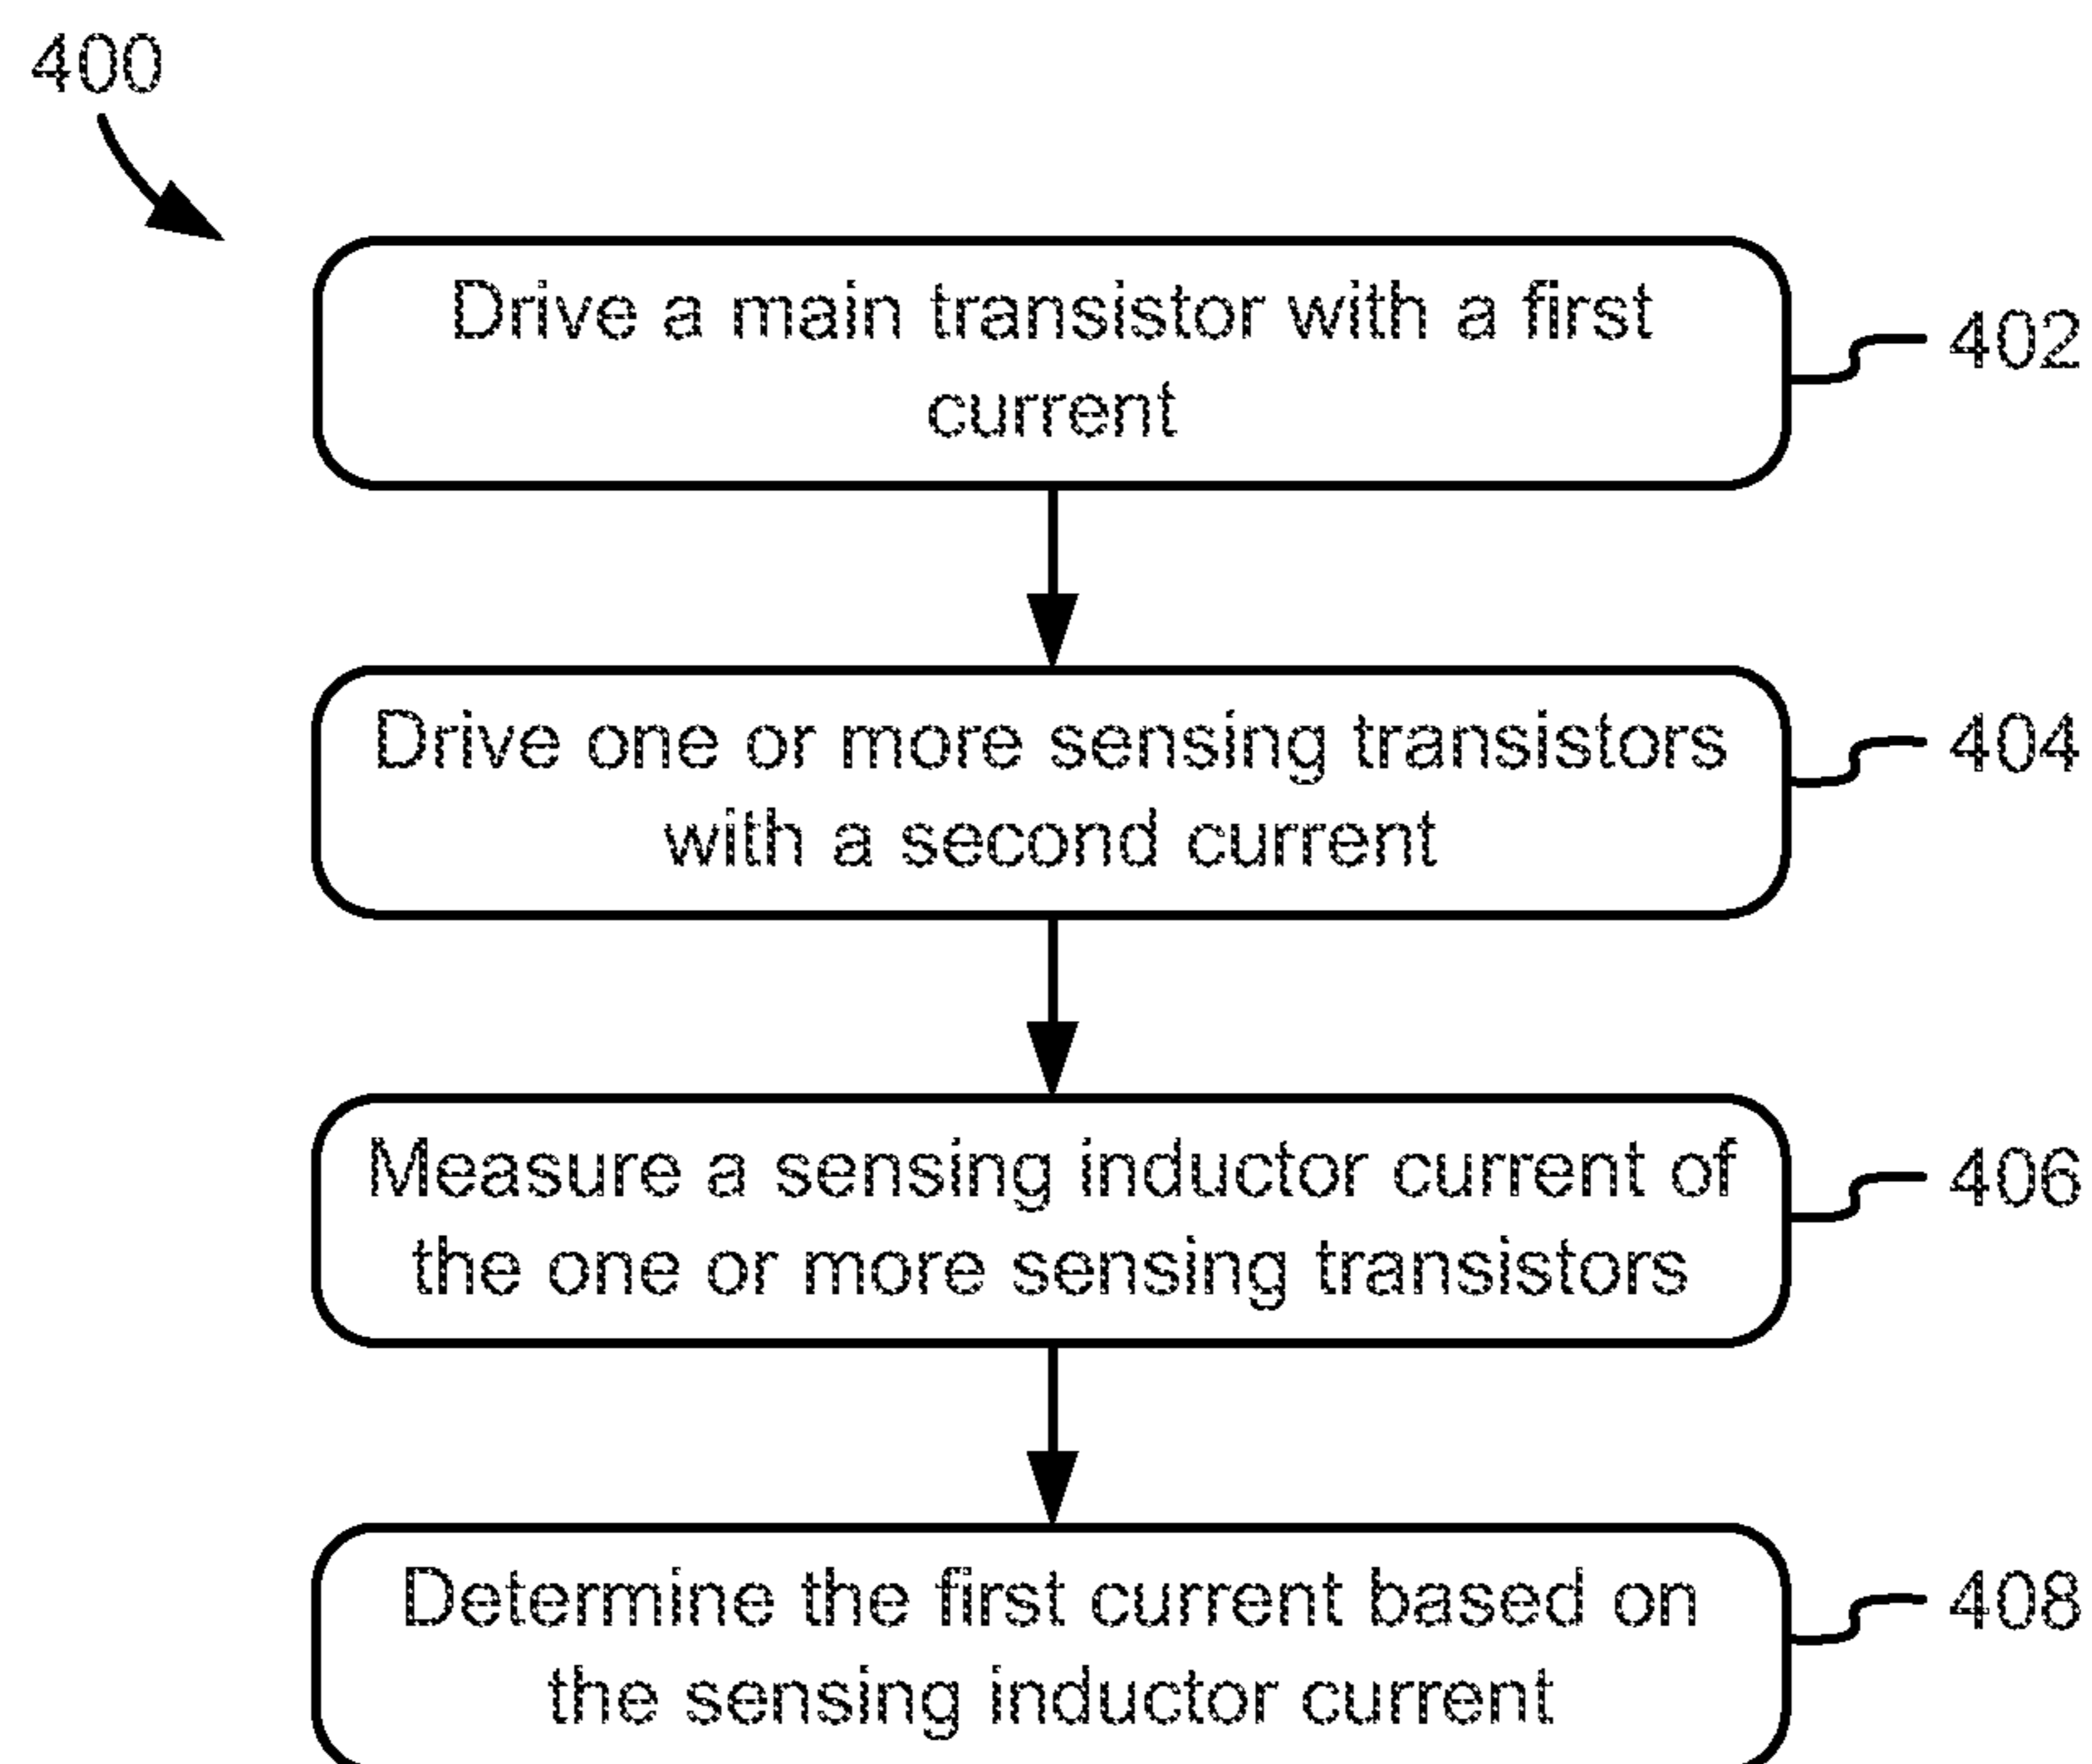 400
Drive a main transistor with a first
current
402
Drive one or more sensing transistors
with a second current
404
Measure a sensing inductor current of
the one or more sensing transistors
406
Determine the first current based on
the sensing inductor current
408